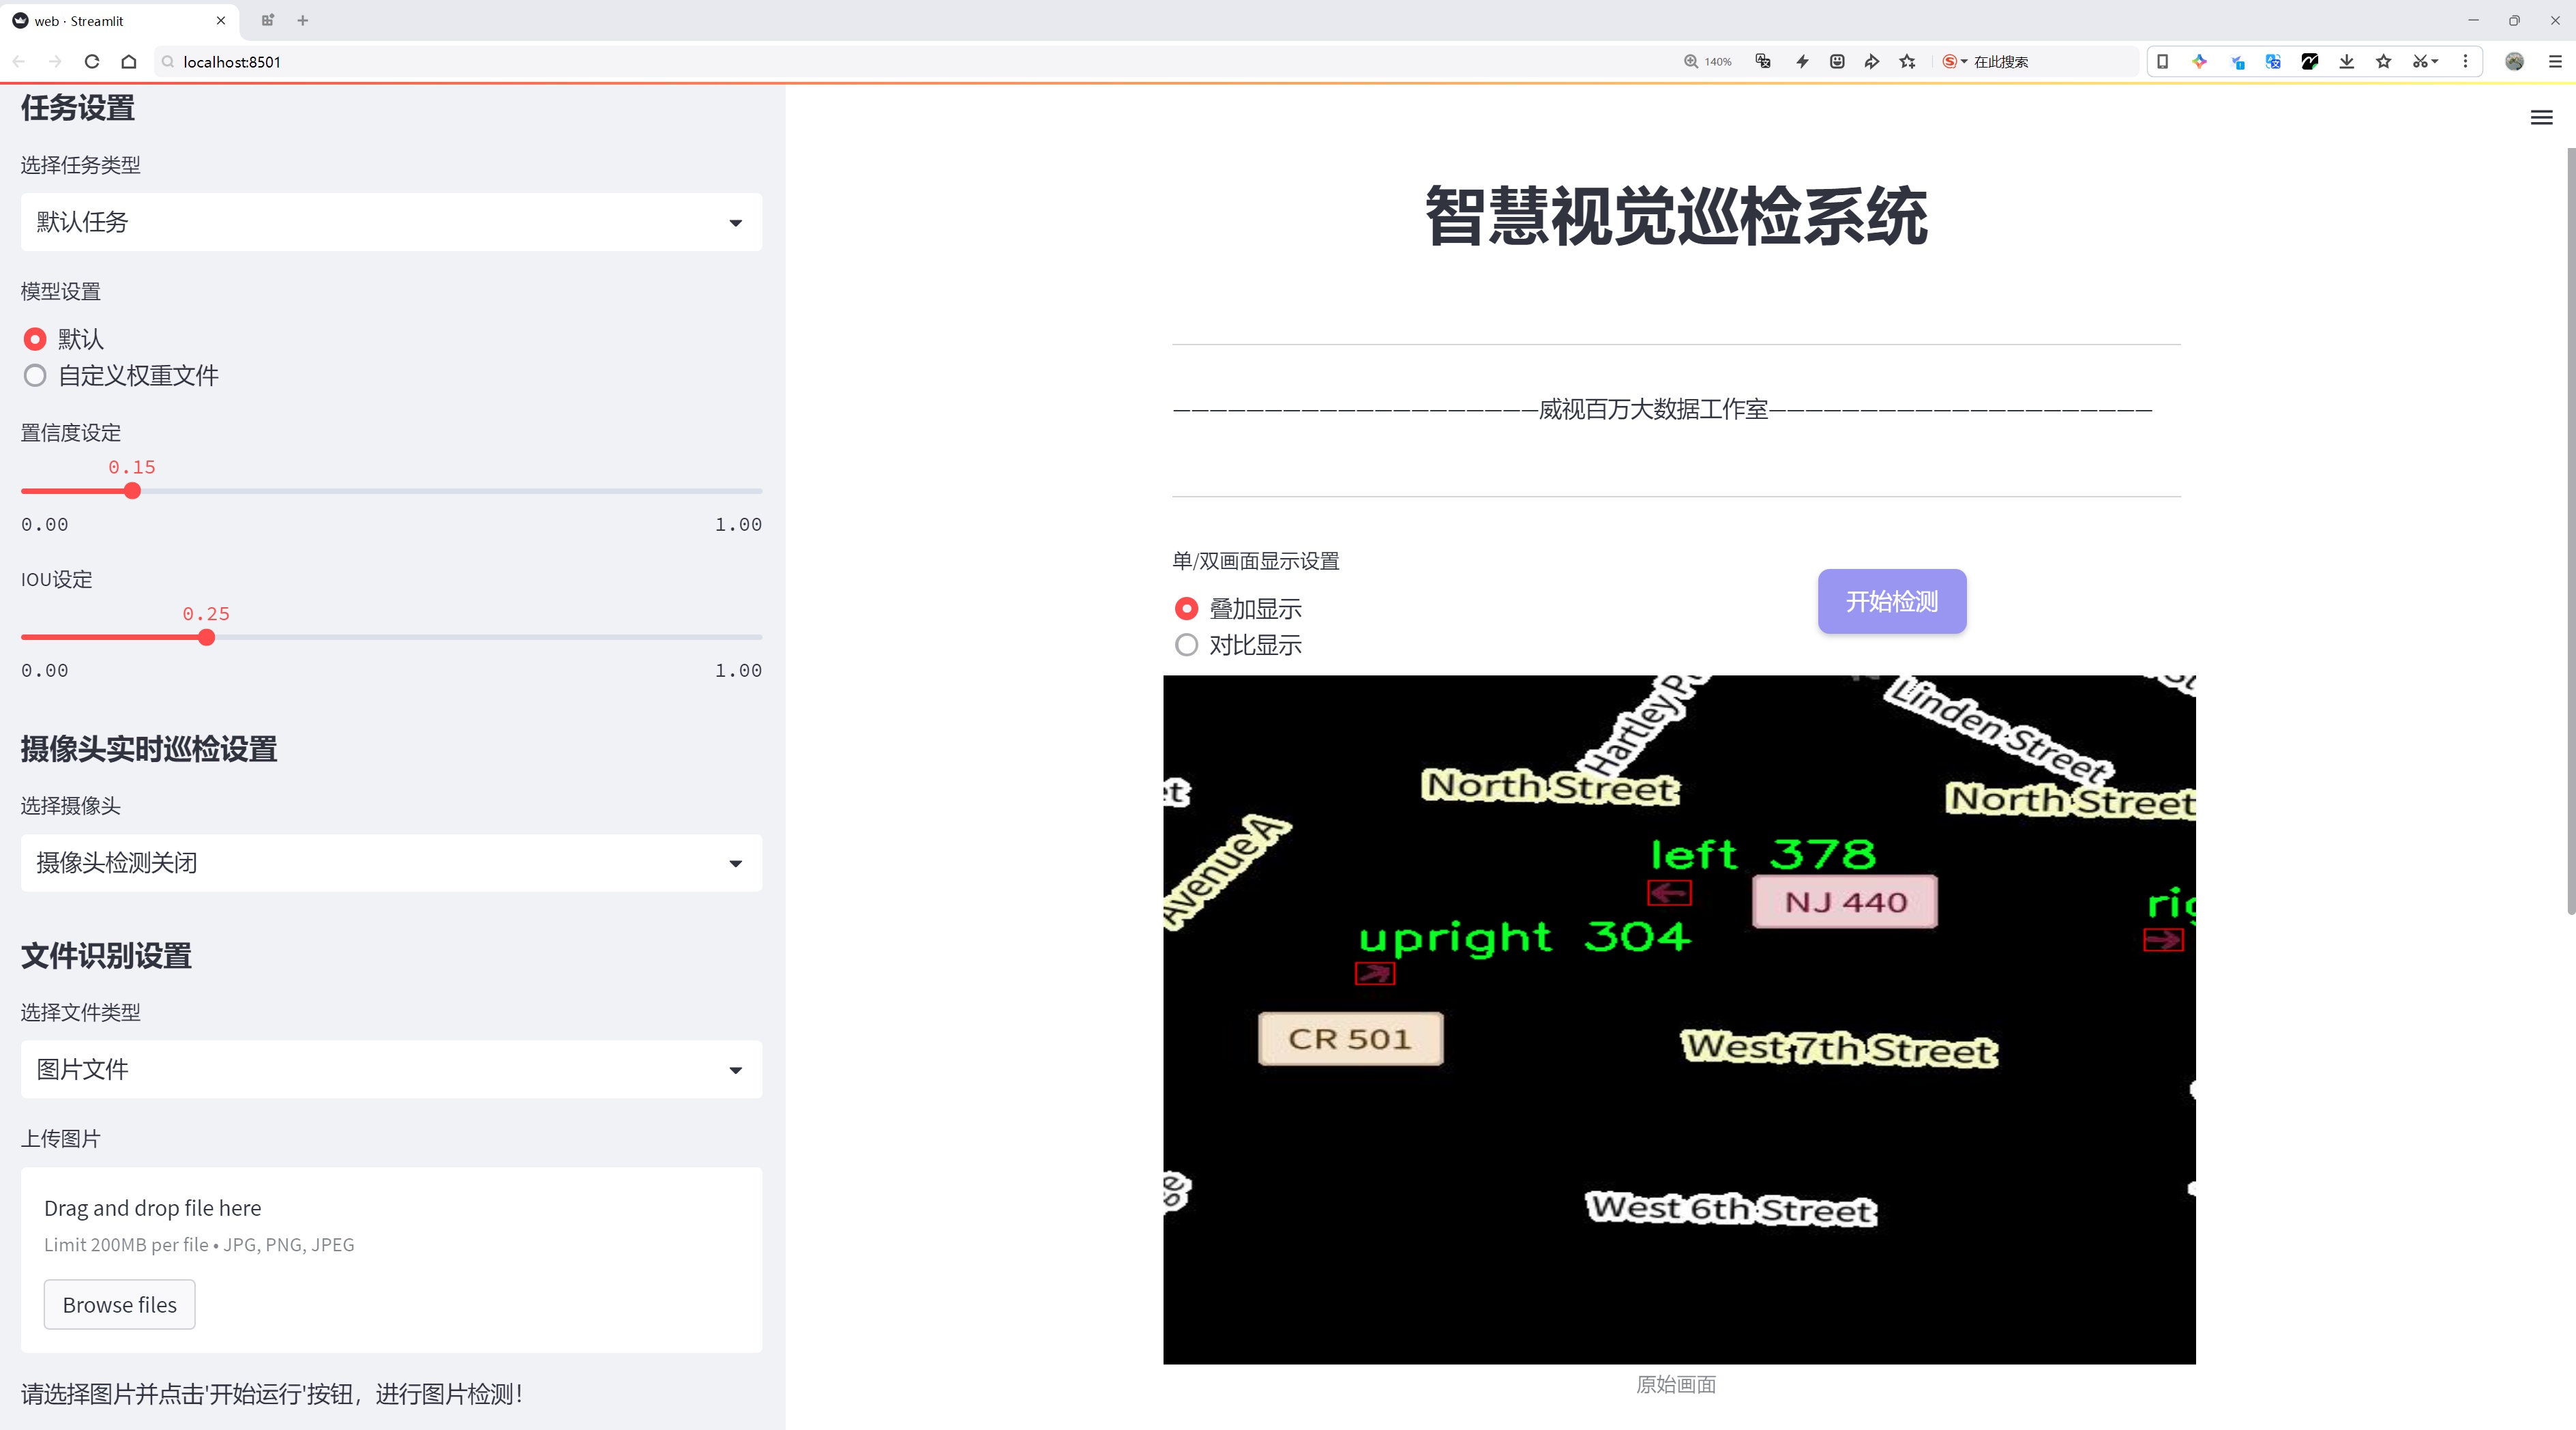 web · Streamlit
localhost:8501
140%
在此搜索
任务设置
选择任务类型
默认任务
模型设置
默认
自定义权重文件
置信度设定
0.15
0.00
1.00
IOU设定
0.25
0.00
1.00
摄像头实时巡检设置
选择摄像头
摄像头检测关闭
文件识别设置
选择文件类型
图片文件
上传图片
Drag and drop file here
Limit 200MB per file • JPG, PNG, JPEG
Browse files
请选择图片并点击'开始运行'按钮，进行图片检测！
智慧视觉巡检系统
—————————————————————威视百万大数据工作室——————————————————————
单/双画面显示设置
叠加显示
对比显示
开始检测
Linden Street
North Street
North Street
Avenue A
left 378
NJ 440
upright 304
CR 501
West 7th Street
West 6th Street
原始画面